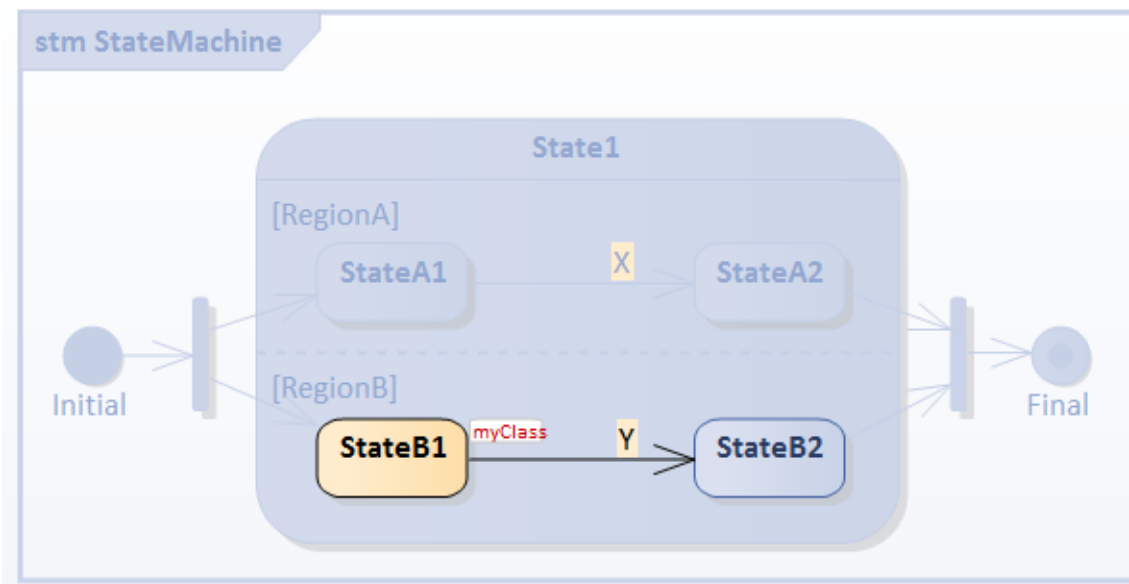 stm StateMachine
State1
[RegionA]
StateA1
X
StateA2
Initial
[RegionB]
Final
StateB1
myClass
Y
StateB2